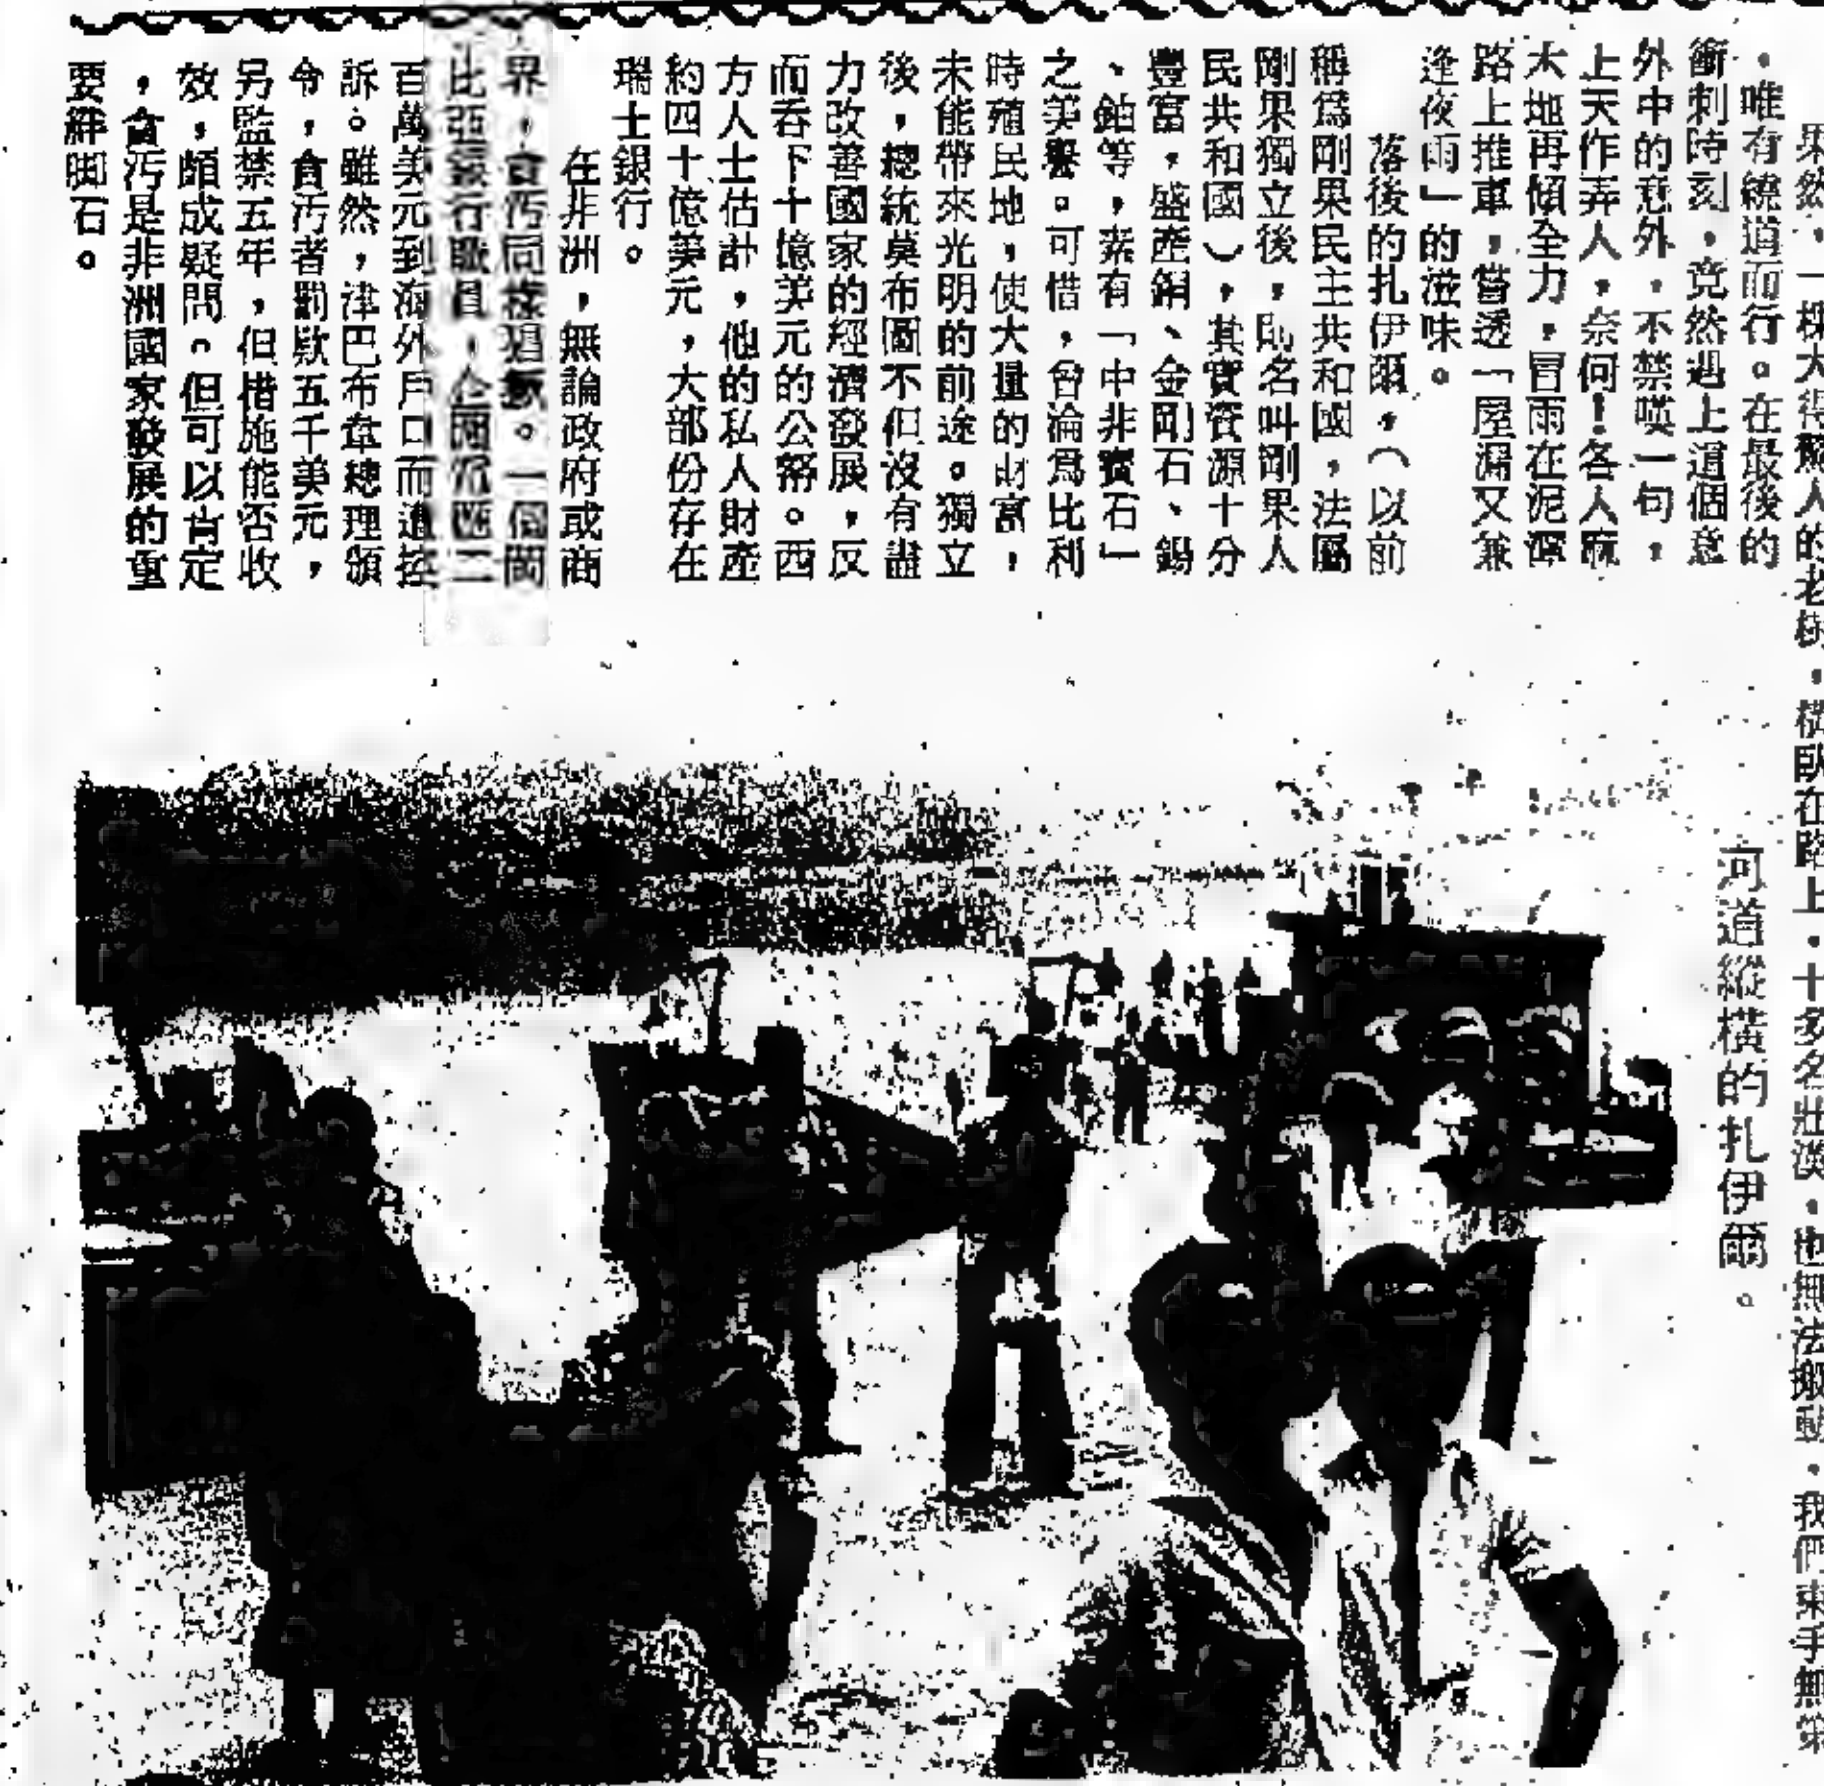 果然，一棵大得驚人的老樹，橫臥在路上，十多名壯漢，也無法搬動，我們束手無策
，唯有繞道而行。在最後的
衝刺時刻，竟然遇上這個意
外中的意外，不禁嘆一句，
上天作弄人，奈何！各人麻
木地再傾全力，冒雨在泥濘
路上推車，嘗透「屋漏又兼
逢夜雨」的滋味。
落後的扎伊爾，（以前
稱爲剛果民主共和國，法屬
剛果獨立後，則名叫剛果人
民共和國），其實資源十分
豐富，盛產銅、金剛石、錫
、鈾等，素有「中非寶石」
之美譽。可惜，曾淪爲比利
時殖民地，使大量的財富，
未能帶來光明的前途。獨立
後，總統莫布圖不但沒有盡
力改善國家的經濟發展，反
而吞下十億美元的公帑。西
方人士估計，他的私人財產
約四十億美元，大部份存在
瑞士銀行。
在非洲，無論政府或商
界，貪污同樣猖獗。一個岡
比亞銀行職員，企圖電匯二
百萬美元到海外戶口而遭控
訴。雖然，津巴布韋總理頒
令，貪污者罰款五千美元，
另監禁五年，但措施能否收
效，頗成疑問。但可以肯定
，貪污是非洲國家發展的重
要絆脚石。
河道縱橫的扎伊爾。